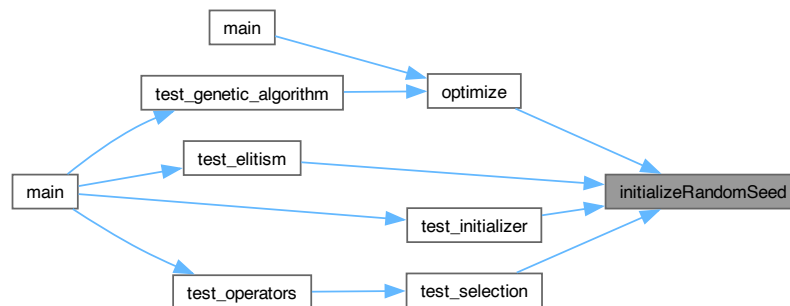 main
test_genetic_algorithm
optimize
test_elitism
main
initializeRandomSeed
test_initializer
test_operators
test_selection